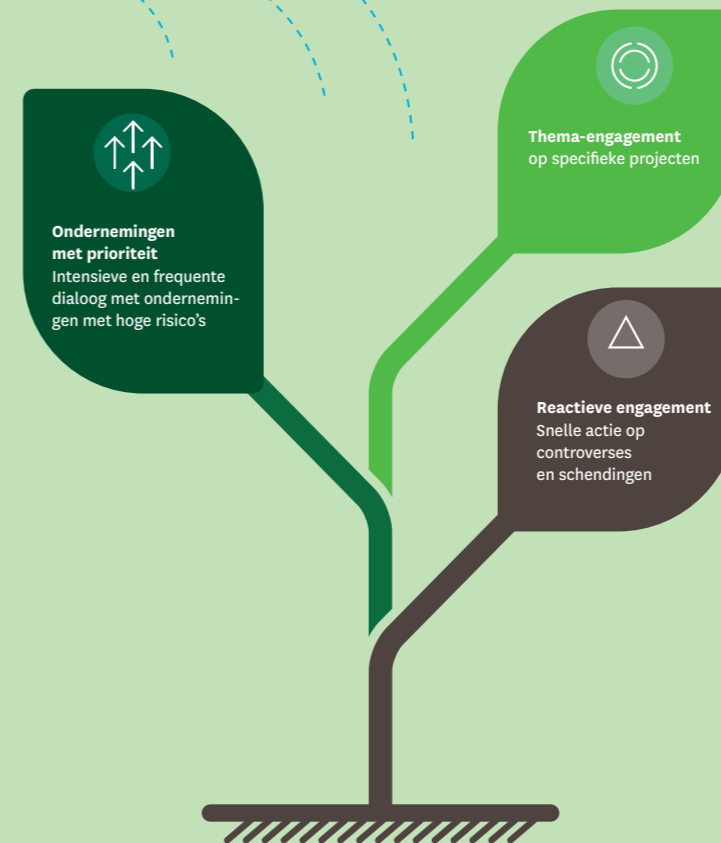 Ondernemingen
met prioriteit
Intensieve en frequente
dialoog met ondernemin-
gen met hoge risico’s
Thema-engagement
op specifieke projecten
Reactieve engagement
Snelle actie op
controverses
en schendingen